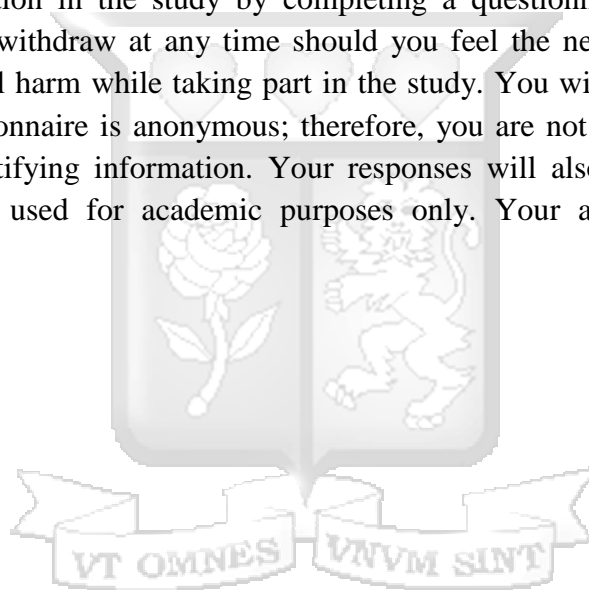 tion in the study by completing a questionn
withdraw at any time should you feel the ne
l harm while taking part in the study. You wi
onnaire is anonymous; therefore, you are not
tifying information. Your responses will als
used for academic purposes only. Your a
VT OMNES VNVM SINT